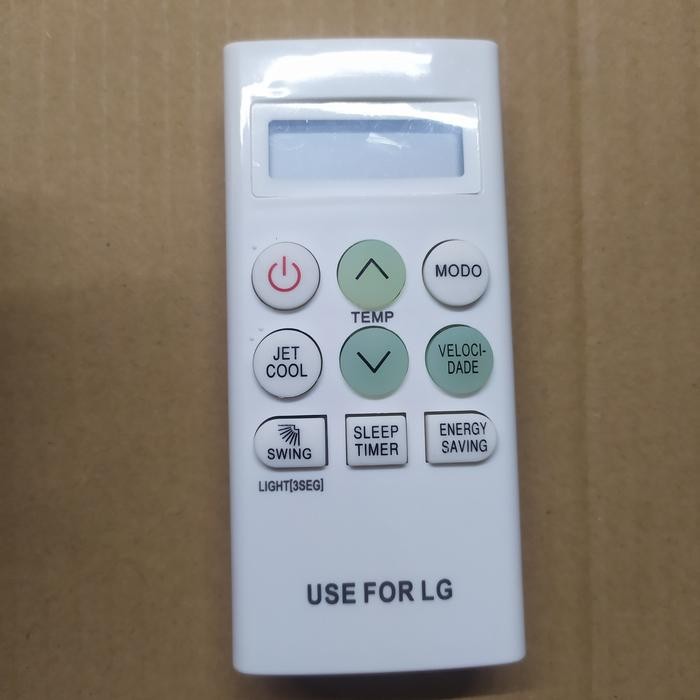 MODO
TEMP
JET
COOL
VELOCI-
DADE
SWING
SLEEP
TIMER
ENERGY
SAVING
LIGHT[3SEG]
USE FOR LG